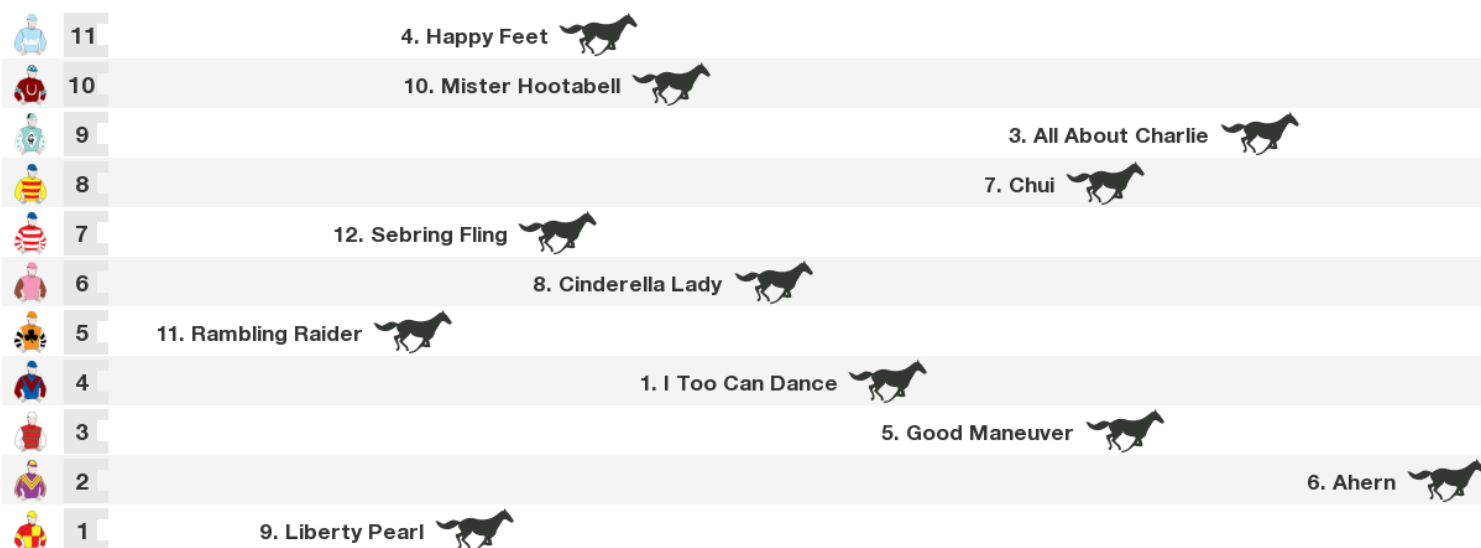 11 4. Happy Feet
10 10. Mister Hootabell
9 3. All About Charlie
8 7. Chui
7 12. Sebring Fling
6 8. Cinderella Lady
5 11. Rambling Raider
4 1. I Too Can Dance
3 5. Good Maneuver
2 6. Ahern
1 9. Liberty Pearl